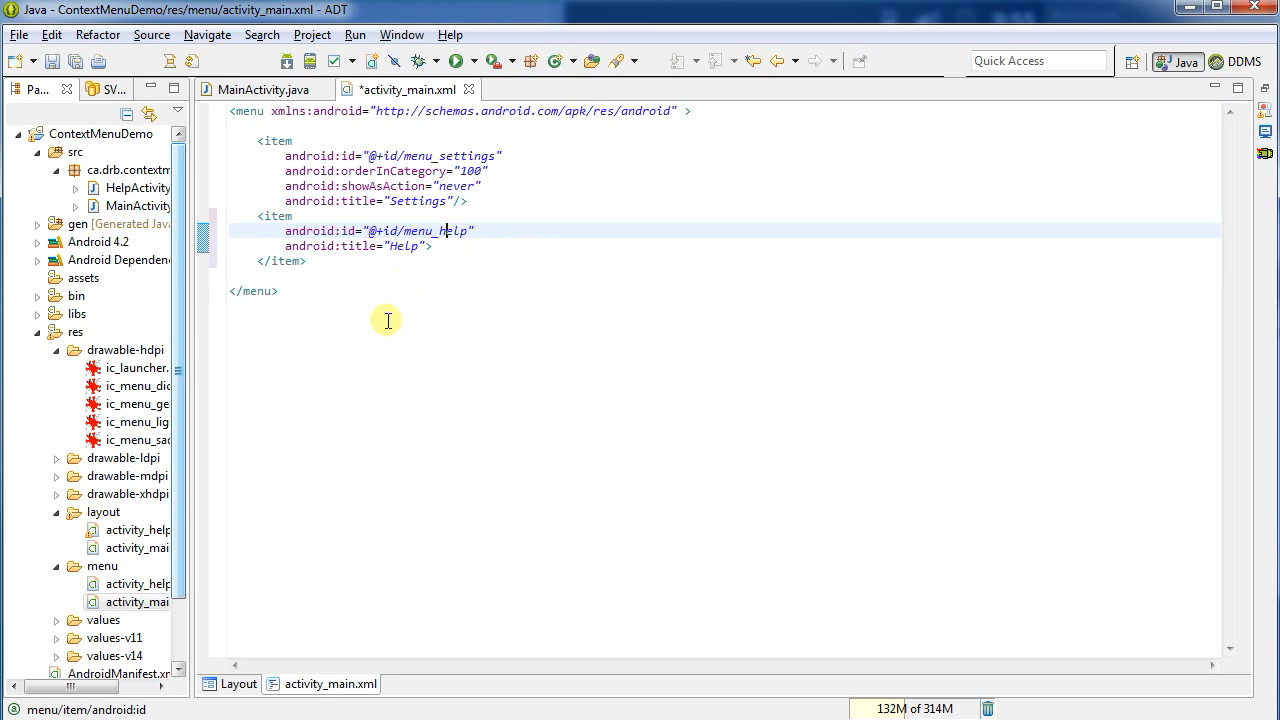 Java - ContextMenuDemo/res/menu/activity_main.xml - ADT
File Edit Refactor Source Navigate Search Project Run Window Help
Quick Access
Java
DDMS
Pa...
SV...
MainActivity.java
*activity_main.xml
ContextMenuDemo
src
ca.drb.contextm
HelpActivity
MainActivity
gen [Generated Java
Android 4.2
Android Dependenc
assets
bin
libs
res
drawable-hdpi
ic_launcher.
ic_menu_dic
ic_menu_ge
ic_menu_lig
ic_menu_sac
drawable-ldpi
drawable-mdpi
drawable-xhdpi
layout
activity_help
activity_mai
menu
activity_help
activity_mai
values
values-v11
values-v14
AndroidManifest.xm
<menu xmlns:android="http://schemas.android.com/apk/res/android" >
<item
android:id="@+id/menu_settings"
android:orderInCategory="100"
android:showAsAction="never"
android:title="Settings"/>
<item
android:id="@+id/menu_help"
android:title="Help">
</item>
</menu>
Layout
activity_main.xml
menu/item/android:id
132M of 314M